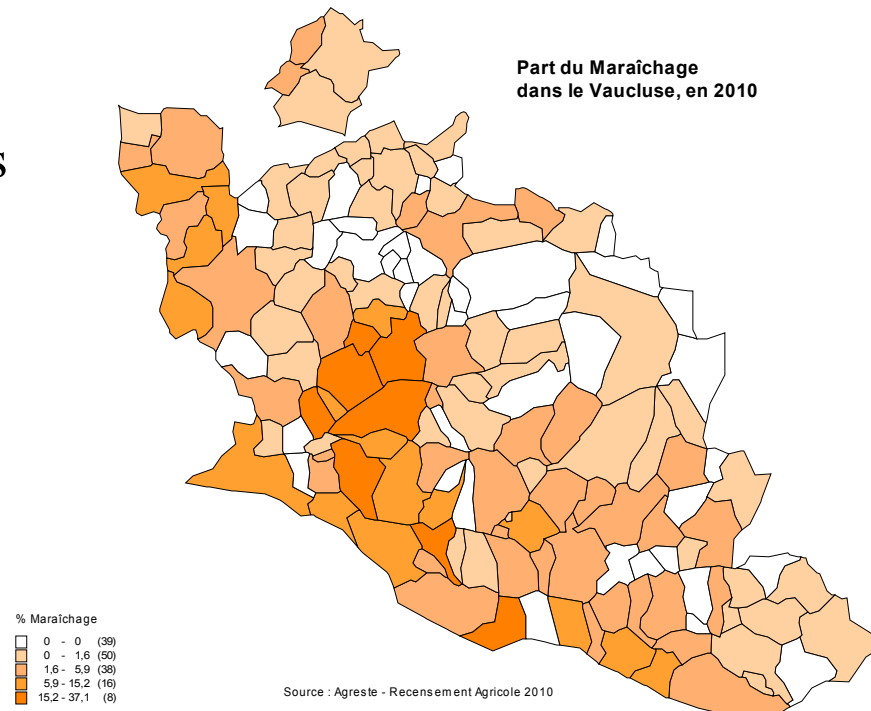 s
Part du Maraîchage
dans le Vaucluse, en 2010
% Maraîchage
0 - 0 (39)
0 - 1,6 (50)
1,6 - 5,9 (38)
5,9 - 15,2 (16)
15,2 - 37,1 (8)
Source : Agreste - Recensement Agricole 2010